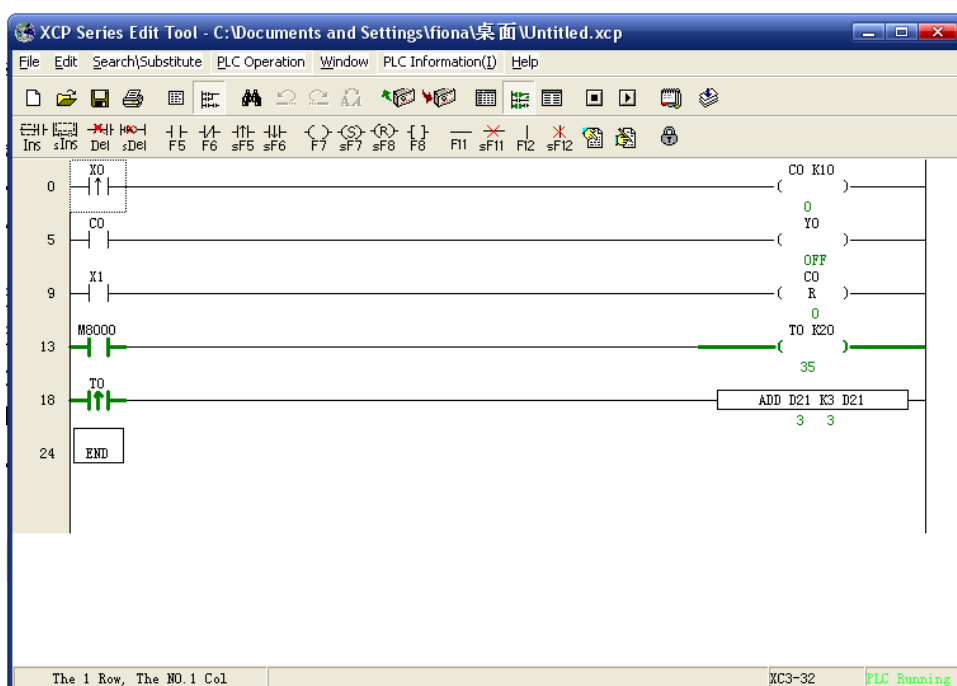 XCP Series Edit Tool - C:\Documents and Settings\fiona\桌面\Untitled.xcp
File Edit Search\Substitute PLC Operation Window PLC Information(I) Help
Ins sIns Del sDel F5 F6 sF5 sF6 F7 sF7 sF8 F8 F11 sF11 F12 sF12
X0 C0 K10
0 ( )
0
C0 Y0
5 ( )
OFF
X1 C0
9 ( R )
0
M8000 T0 K20
13 ( )
35
T0
18 ADD D21 K3 D21
3 3
24 END
The 1 Row, The NO.1 Col XC3-32 PLC Running